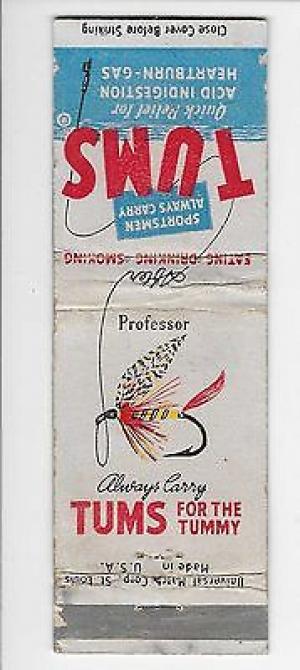 Close Cover Before Striking
Quick Relief for
ACID INDIGESTION
HEARTBURN-GAS
TUMS
SPORTSMEN
ALWAYS CARRY
After
EATING-DRINKING-SMOKING
Professor
Always Carry
TUMS FOR THE
TUMMY
Universal Match Corp. St. Louis
Made in U.S.A.